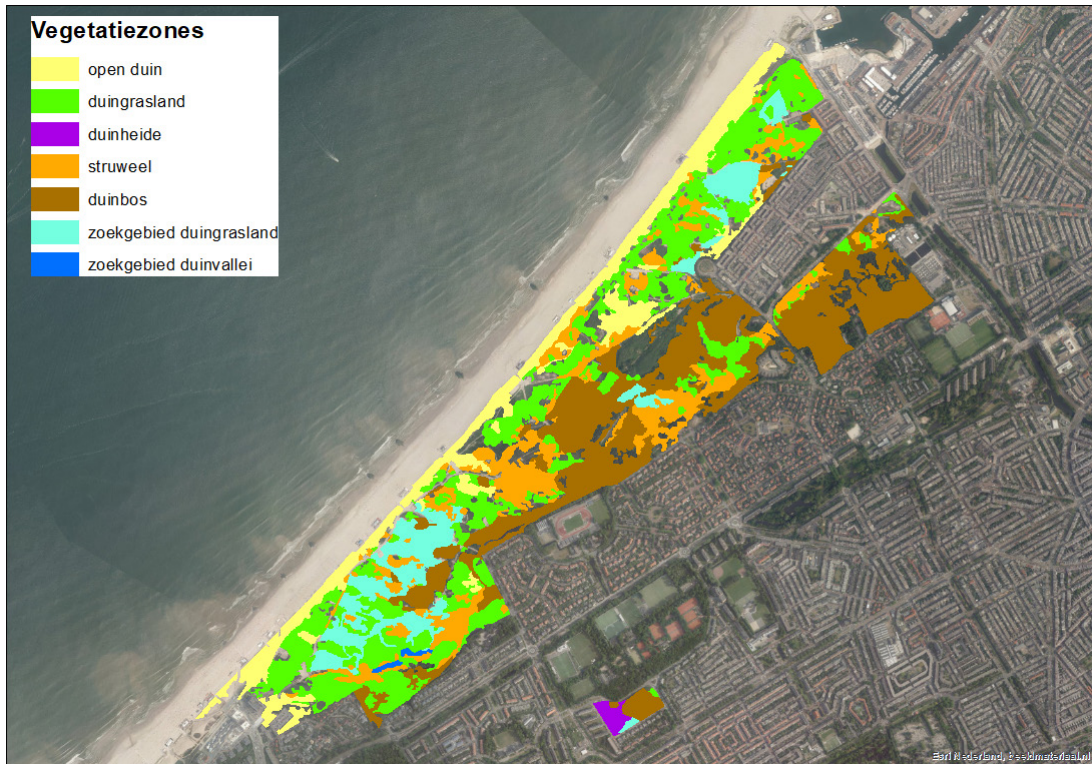 Vegetatiezones
open duin
duingrasland
duinheide
struweel
duinbos
zoekgebied duingrasland
zoekgebied duinvallei
Esri Nederland, beeldmateriaal.nl